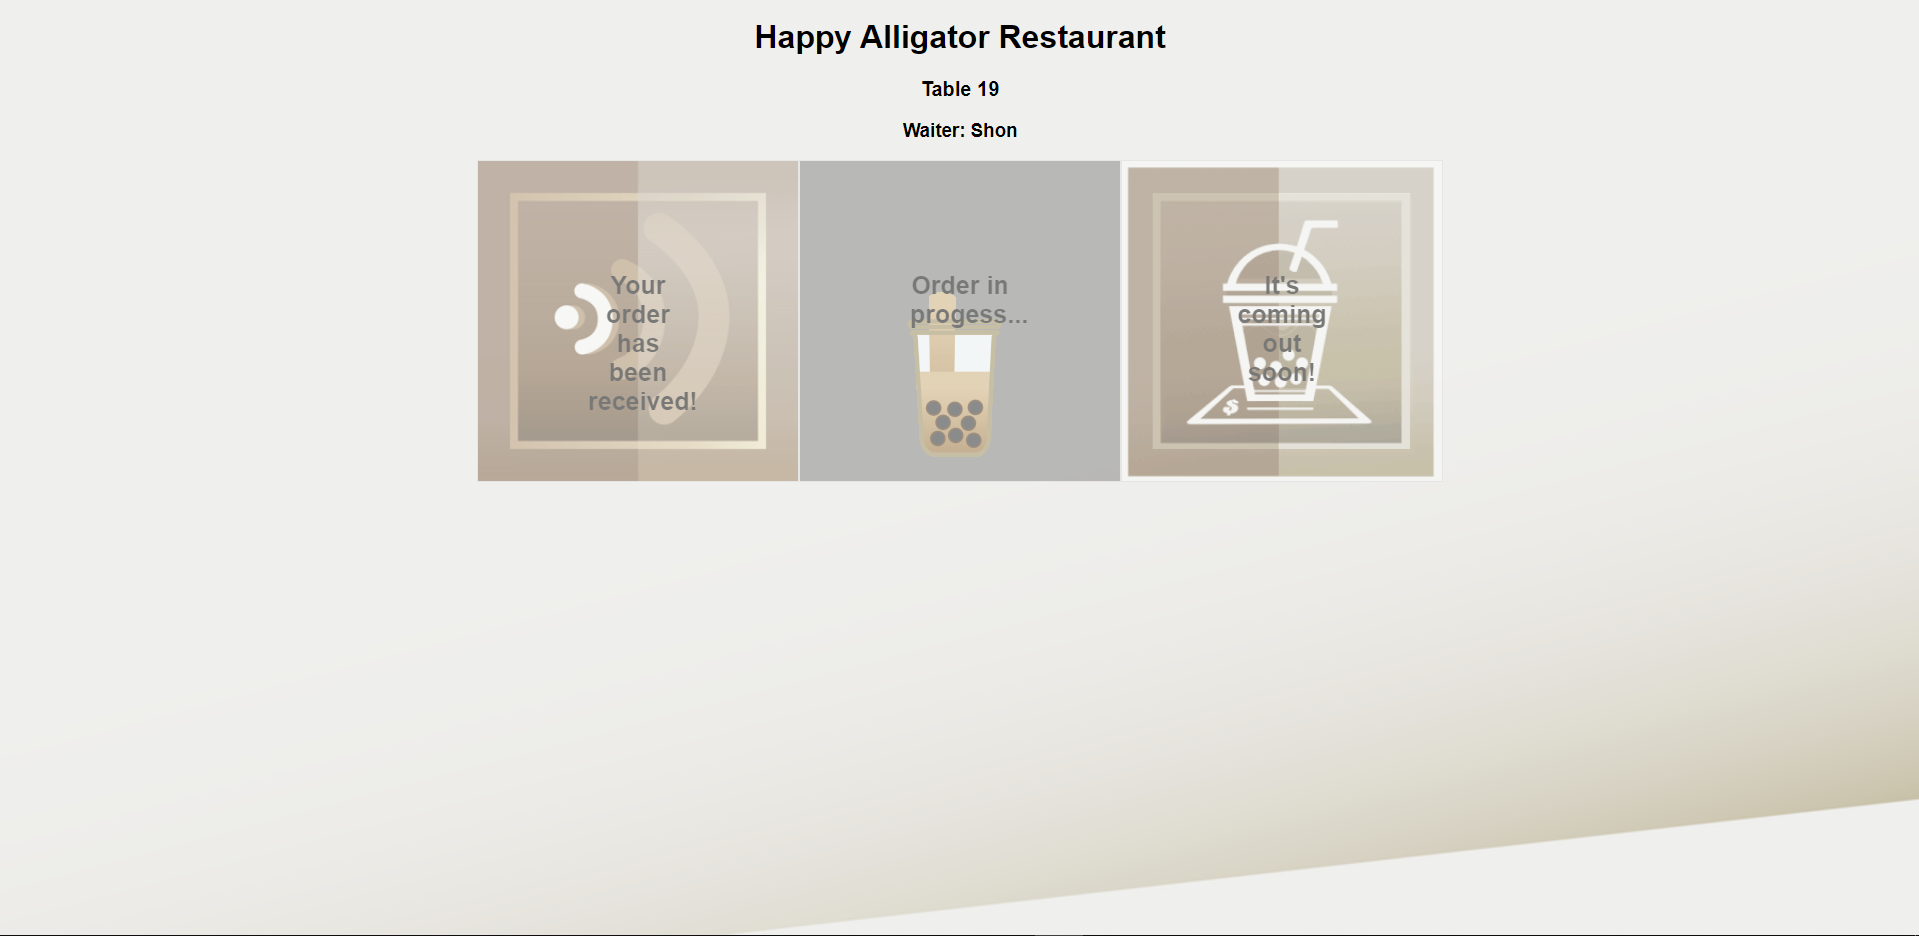 Happy Alligator Restaurant
Table 19
Waiter: Shon
Your
order
has
been
received!
Order in
progess...
It's
coming
out
soon!
$